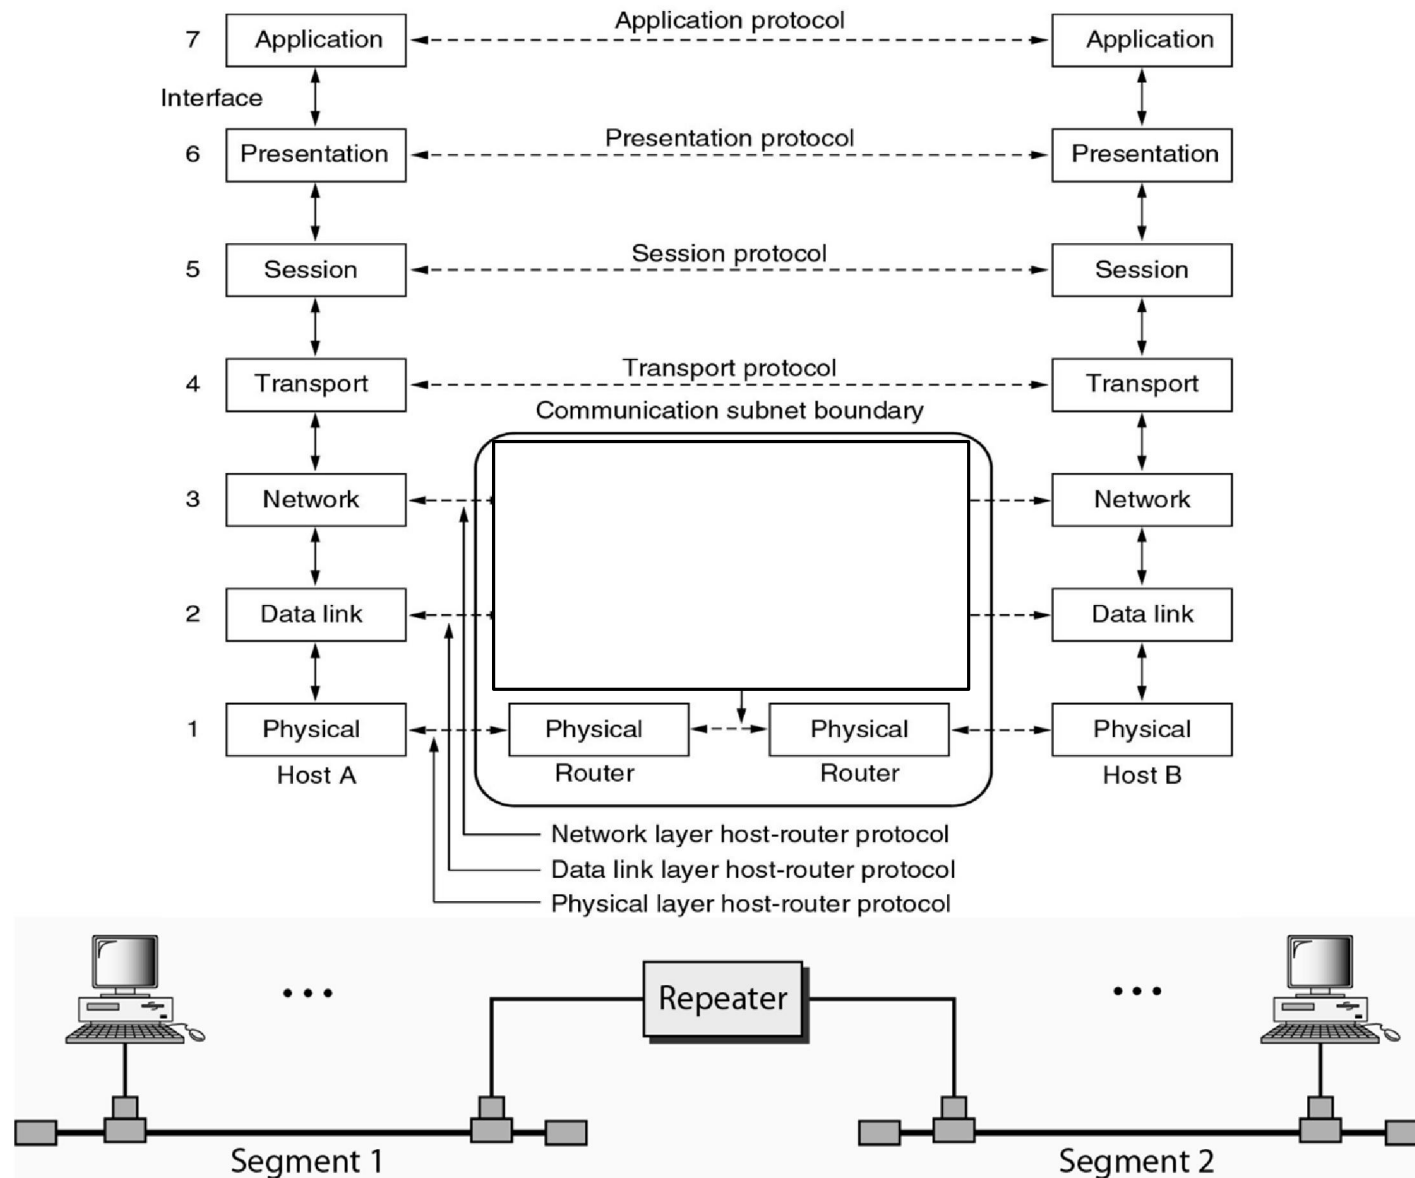 Application protocol
7 Application Application
Interface
Presentation protocol
6 Presentation Presentation
Session protocol
5 Session Session
Transport protocol
4 Transport Transport
Communication subnet boundary
3 Network Network
2 Data link Data link
1 Physical Physical Physical Physical
Host A Router Router Host B
Network layer host-router protocol
Data link layer host-router protocol
Physical layer host-router protocol
Repeater
Segment 1 Segment 2